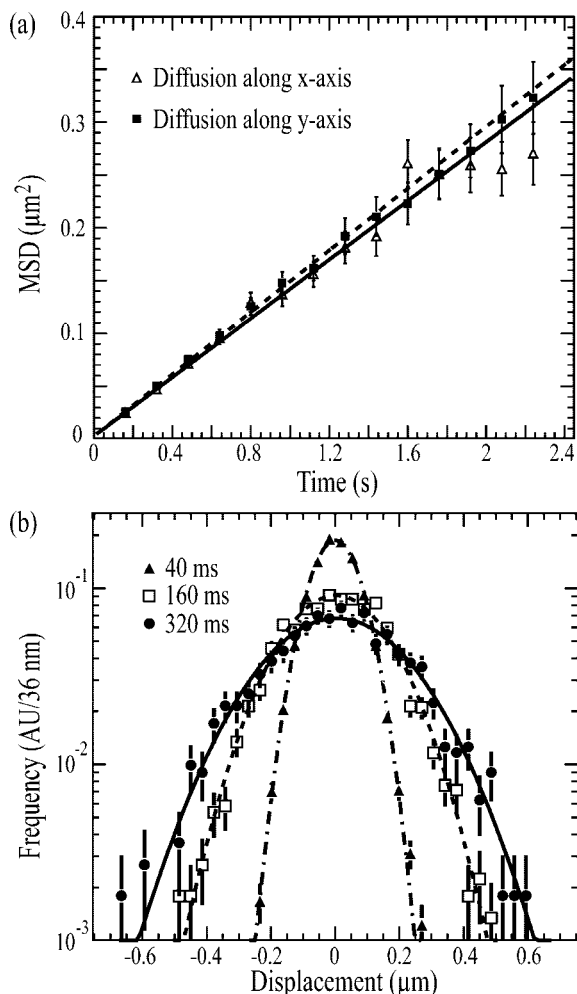 (a)
0.4
0.3
0.2
0.1
0
MSD (μm²)
Diffusion along x-axis
Diffusion along y-axis
0 0.4 0.8 1.2 1.6 2 2.4
Time (s)
(b)
40 ms
160 ms
320 ms
10⁻¹
10⁻²
10⁻³
Frequency (AU/36 nm)
-0.6 -0.4 -0.2 0 0.2 0.4 0.6
Displacement (μm)